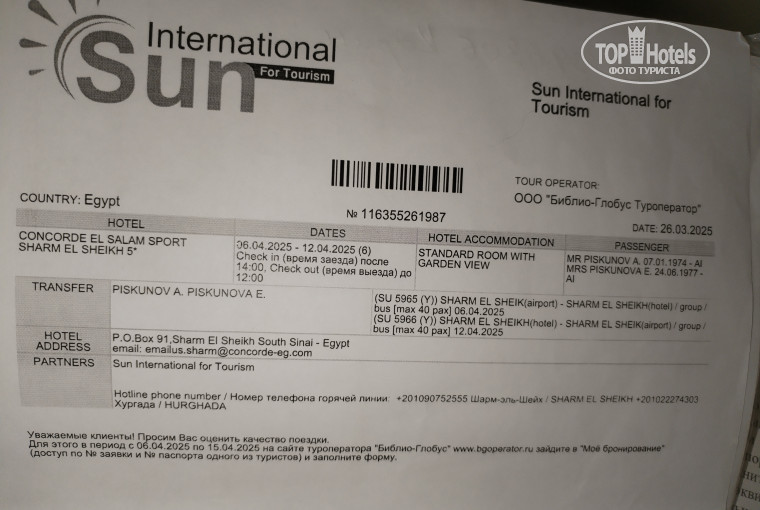 International
Sun For Tourism
TOP Hotels
ФОТО ТУРИСТА
Sun International for
Tourism
TOUR OPERATOR:
ООО "Библио-Глобус Туроператор"
COUNTRY: Egypt
№ 116355261987
DATE: 26.03.2025
HOTEL DATES HOTEL ACCOMMODATION PASSENGER
CONCORDE EL SALAM SPORT
SHARM EL SHEIKH 5*
06.04.2025 - 12.04.2025 (6)
Check in (время заезда) после
14:00, Check out (время выезда) до
12:00
STANDARD ROOM WITH
GARDEN VIEW
MR PISKUNOV A. 07.01.1974 - AI
MRS PISKUNOVA E. 24.06.1977 -
AI
TRANSFER PISKUNOV A. PISKUNOVA E.
(SU 5965 (Y)) SHARM EL SHEIK(airport) - SHARM EL SHEIKH(hotel) / group /
bus [max 40 pax] 06.04.2025
(SU 5966 (Y)) SHARM EL SHEIKH(hotel) - SHARM EL SHEIK(airport) / group /
bus [max 40 pax] 12.04.2025
HOTEL
ADDRESS
P.O.Box 91,Sharm El Sheikh South Sinai - Egypt
email: emailus.sharm@concorde-eg.com
PARTNERS Sun International for Tourism
Hotline phone number / Номер телефона горячей линии: +201090752555 Шарм-эль-Шейх / SHARM EL SHEIKH +201022274303
Хургада / HURGHADA
Уважаемые клиенты! Просим Вас оценить качество поездки.
Для этого в период с 06.04.2025 по 15.04.2025 на сайте туроператора "Библио-Глобус" www.bgoperator.ru зайдите в "Моё бронирование"
(доступ по № заявки и № паспорта одного из туристов) и заполните форму.